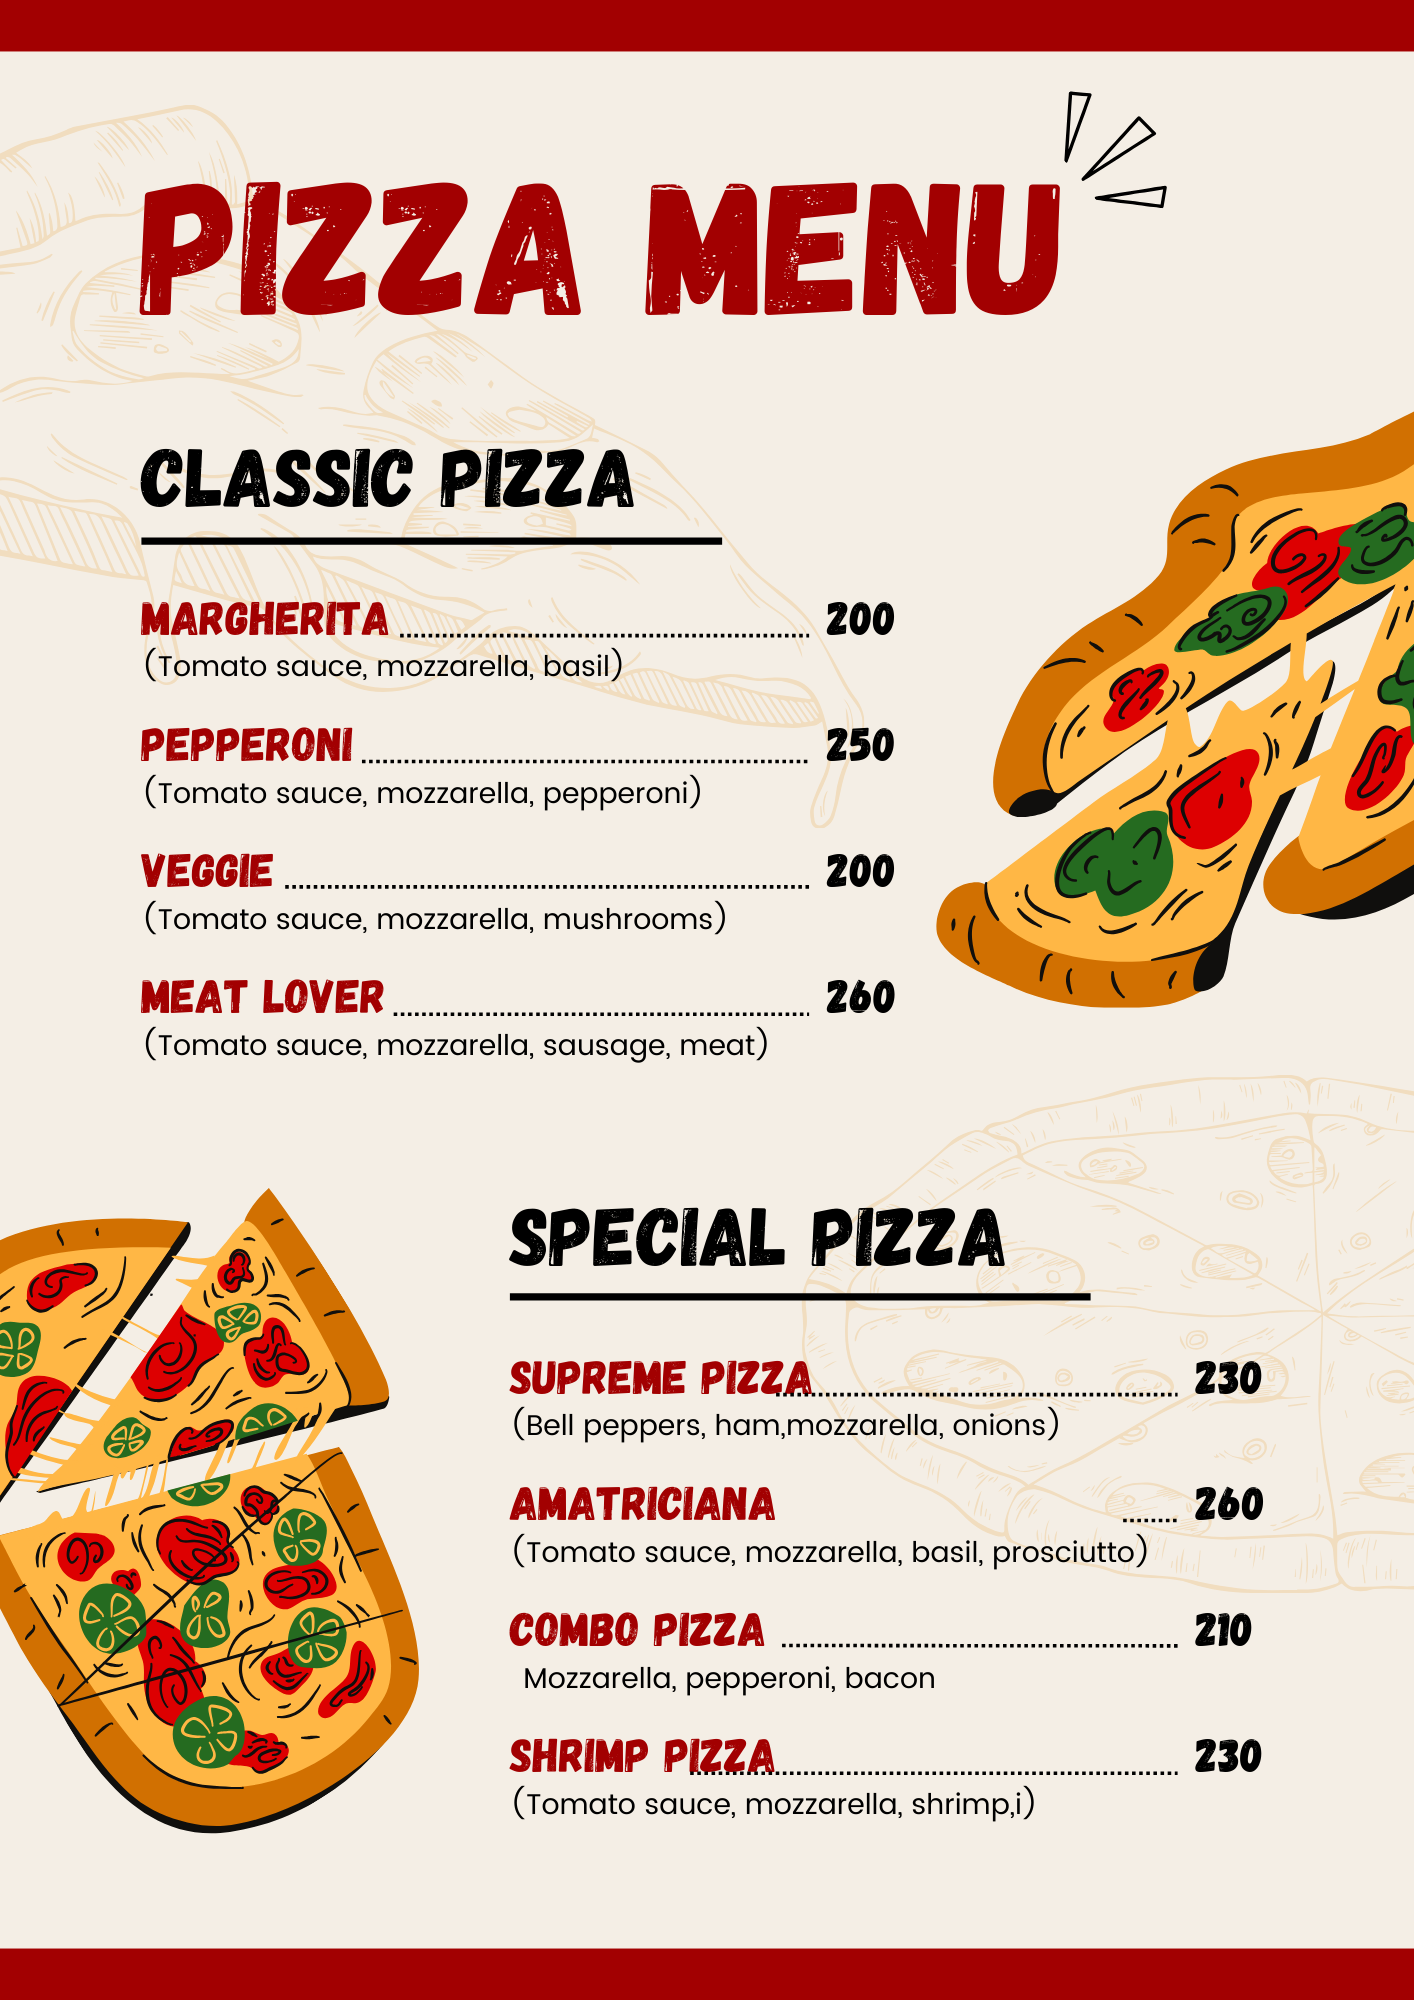 PIZZA MENU
CLASSIC PIZZA
MARGHERITA ........ 200
(Tomato sauce, mozzarella, basil)
PEPPERONI ........ 250
(Tomato sauce, mozzarella, pepperoni)
VEGGIE ........ 200
(Tomato sauce, mozzarella, mushrooms)
MEAT LOVER ........ 260
(Tomato sauce, mozzarella, sausage, meat)
SPECIAL PIZZA
SUPREME PIZZA ........ 230
(Bell peppers, ham,mozzarella, onions)
AMATRICIANA ........ 260
(Tomato sauce, mozzarella, basil, prosciutto)
COMBO PIZZA ........ 210
Mozzarella, pepperoni, bacon
SHRIMP PIZZA ........ 230
(Tomato sauce, mozzarella, shrimp,i)